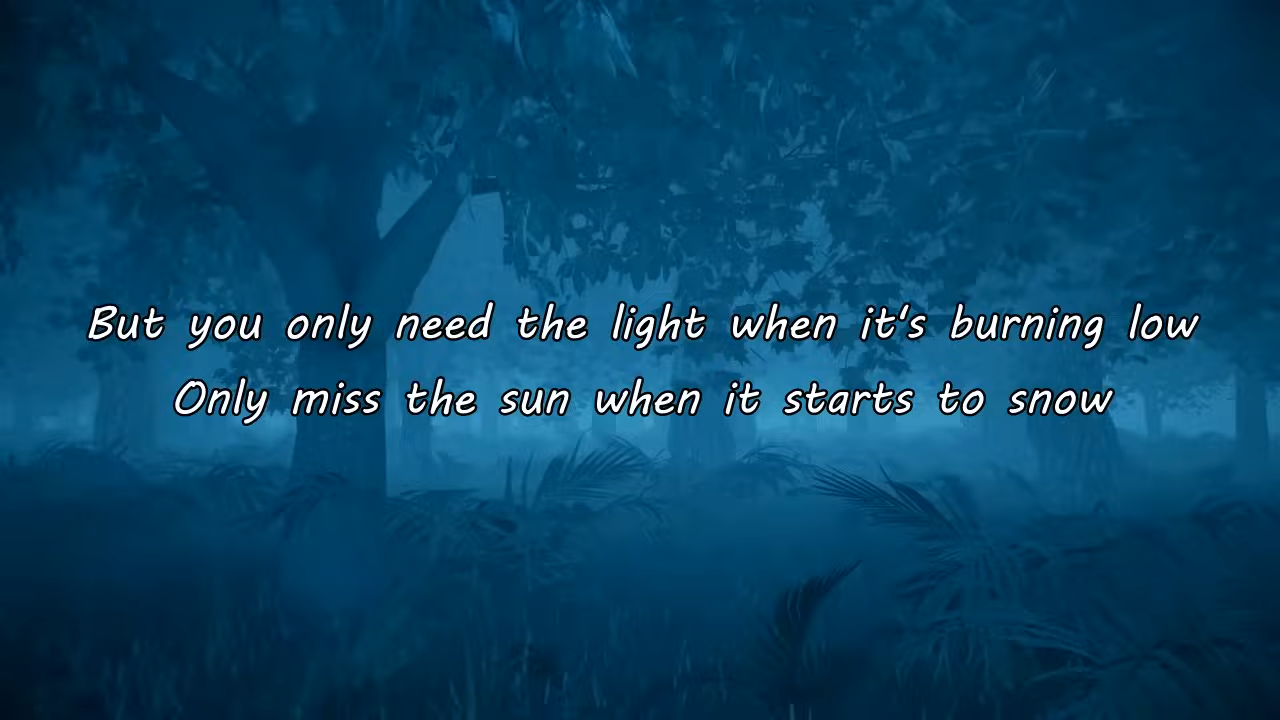 But you only need the light when it's burning low
Only miss the sun when it starts to snow